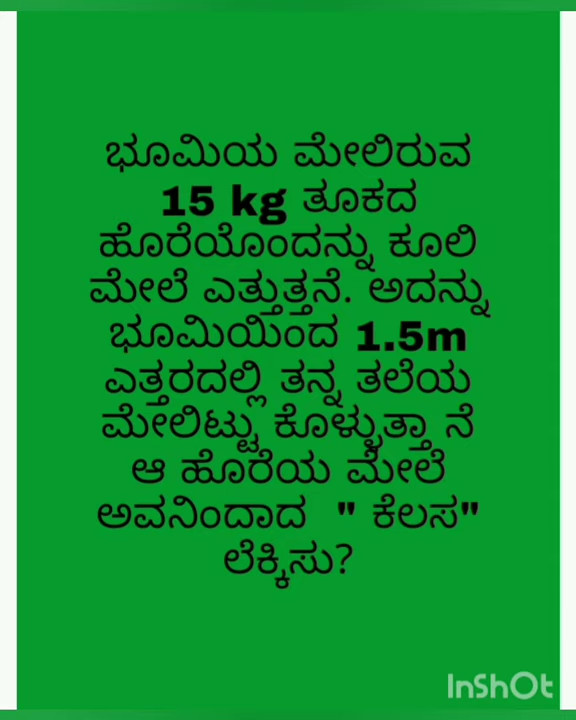 ಭೂಮಿಯ ಮೇಲಿರುವ
15 kg ತೂಕದ
ಹೊರೆಯೊಂದನ್ನು ಕೂಲಿ
ಮೇಲೆ ಎತ್ತುತ್ತನೆ. ಅದನ್ನು
ಭೂಮಿಯಿಂದ 1.5m
ಎತ್ತರದಲ್ಲಿ ತನ್ನ ತಲೆಯ
ಮೇಲಿಟ್ಟು ಕೊಳ್ಳುತ್ತಾ ನೆ
ಆ ಹೊರೆಯ ಮೇಲೆ
ಅವನಿಂದಾದ " ಕೆಲಸ"
ಲೆಕ್ಕಿಸು?
InShOt